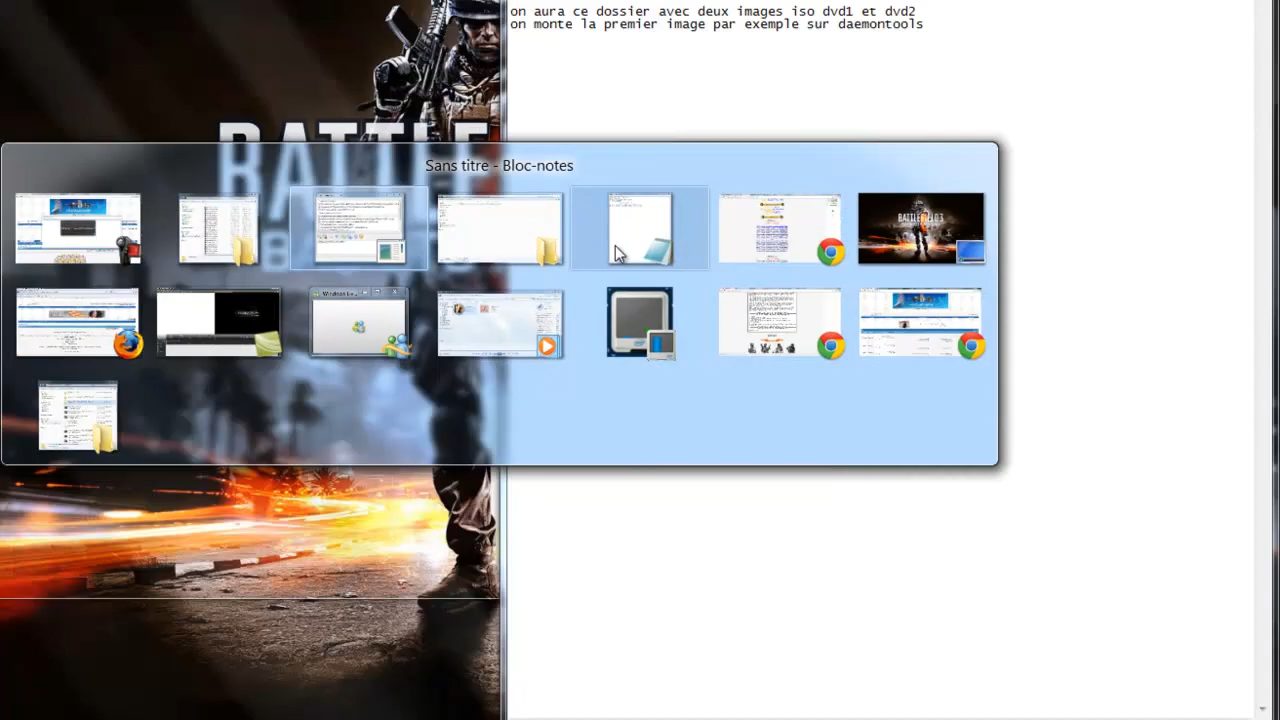 on aura ce dossier avec deux images iso dvd1 et dvd2
on monte la premier image par exemple sur daemontools
BATTLE
Sans titre - Bloc-notes